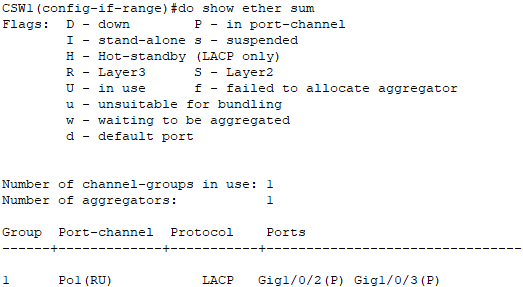 CSW1(config-if-range)#do show ether sum
Flags:  D - down        P - in port-channel
        I - stand-alone s - suspended
        H - Hot-standby (LACP only)
        R - Layer3      S - Layer2
        U - in use      f - failed to allocate aggregator
        u - unsuitable for bundling
        w - waiting to be aggregated
        d - default port
Number of channel-groups in use: 1
Number of aggregators:           1
Group  Port-channel  Protocol    Ports
------+-------------+-----------+--------------------------------
1      Po1(RU)           LACP   Gig1/0/2(P) Gig1/0/3(P)